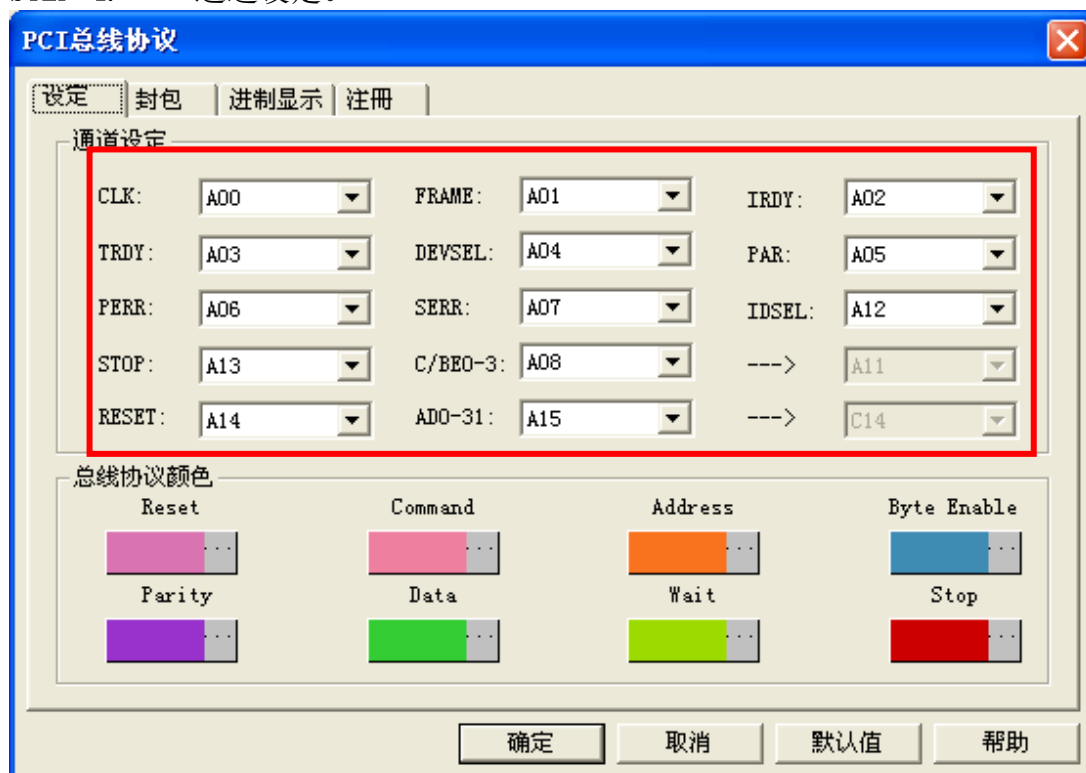 PCI总线协议
设定 封包 进制显示 注冊
通道设定
CLK: A00 FRAME: A01 IRDY: A02
TRDY: A03 DEVSEL: A04 PAR: A05
PERR: A06 SERR: A07 IDSEL: A12
STOP: A13 C/BE0-3: A08 ---> A11
RESET: A14 AD0-31: A15 ---> C14
总线协议颜色
Reset Command Address Byte Enable
... ... ... ...
Parity Data Wait Stop
... ... ... ...
确定 取消 默认值 帮助